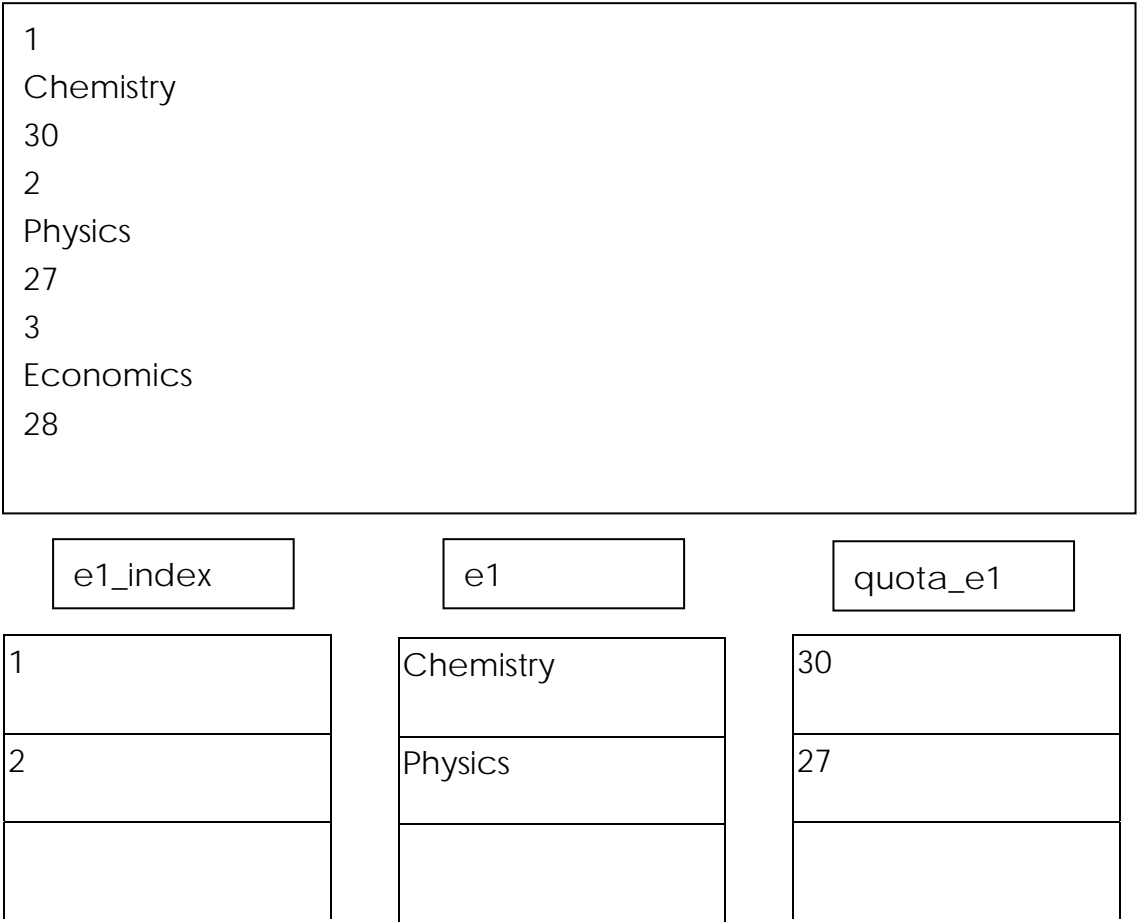 1
Chemistry
30
2
Physics
27
3
Economics
28
e1_index
e1
quota_e1
1
Chemistry
30
2
Physics
27